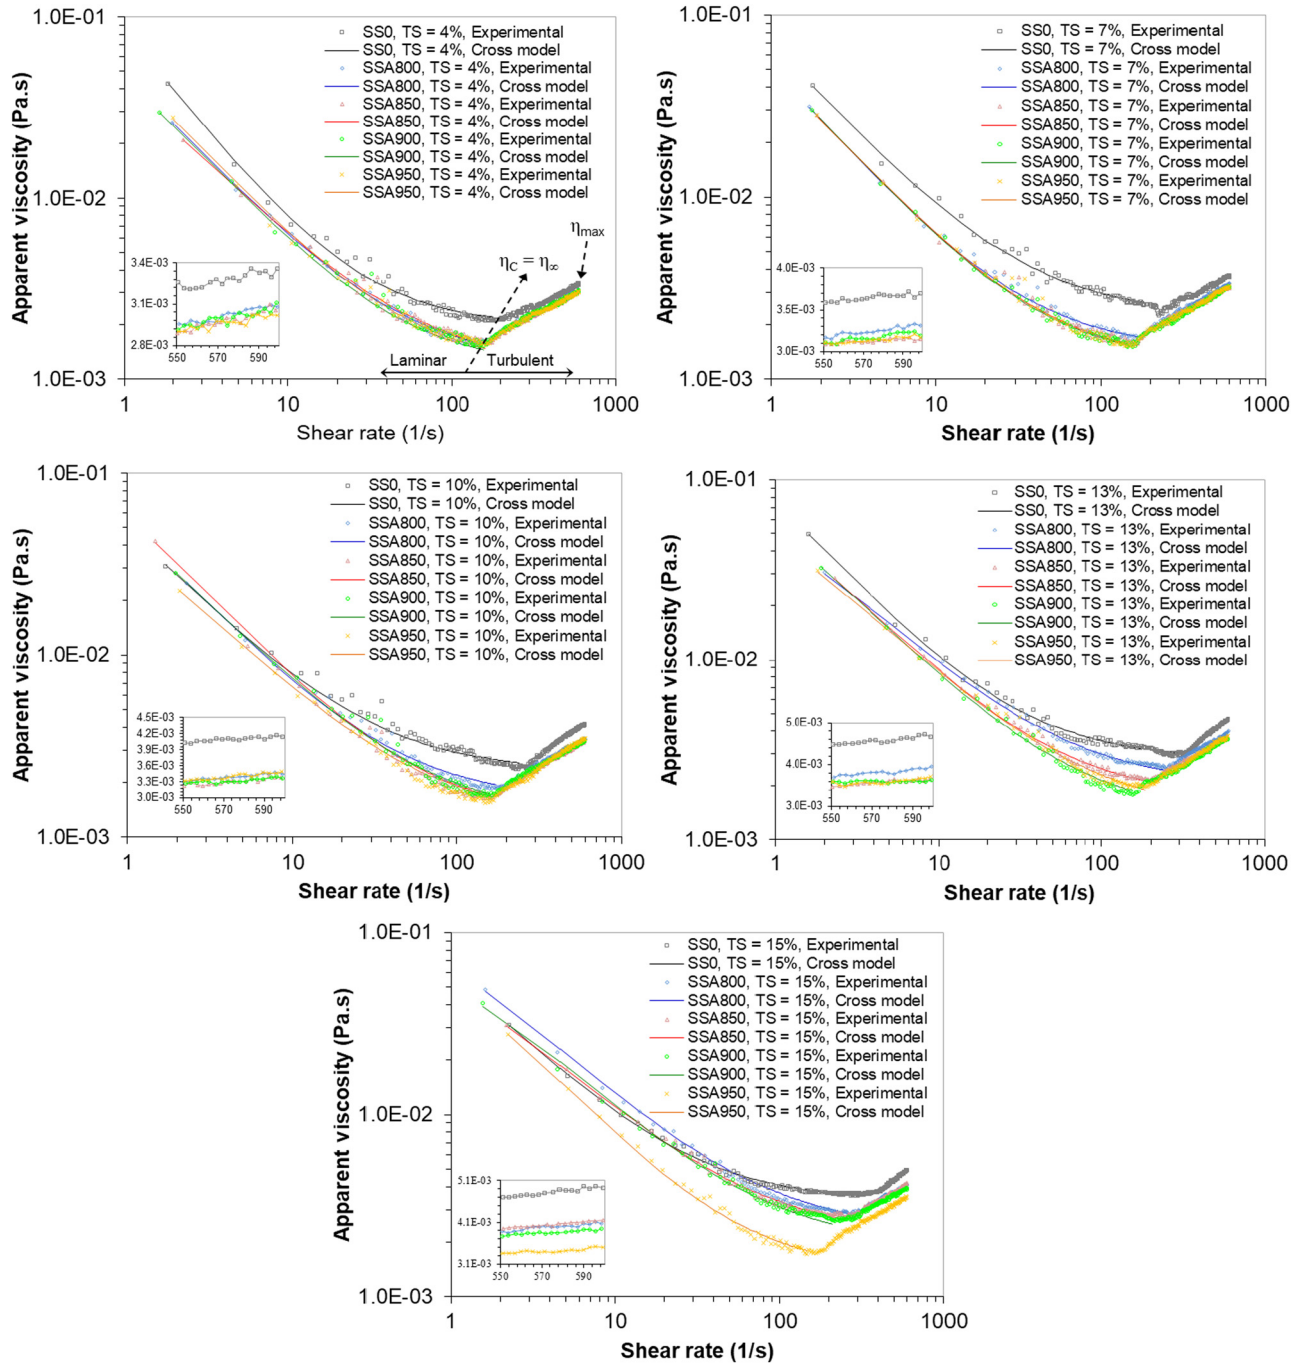 1.0E-01
SS0, TS = 4%, Experimental
SS0, TS = 4%, Cross model
SSA800, TS = 4%, Experimental
SSA800, TS = 4%, Cross model
SSA850, TS = 4%, Experimental
SSA850, TS = 4%, Cross model
SSA900, TS = 4%, Experimental
SSA900, TS = 4%, Cross model
SSA950, TS = 4%, Experimental
SSA950, TS = 4%, Cross model
Apparent viscosity (Pa.s)
1.0E-02
ηmax
ηC = η∞
3.4E-03
3.1E-03
2.8E-03
550 570 590
Laminar Turbulent
1.0E-03
1 10 100 1000
Shear rate (1/s)
1.0E-01
SS0, TS = 7%, Experimental
SS0, TS = 7%, Cross model
SSA800, TS = 7%, Experimental
SSA800, TS = 7%, Cross model
SSA850, TS = 7%, Experimental
SSA850, TS = 7%, Cross model
SSA900, TS = 7%, Experimental
SSA900, TS = 7%, Cross model
SSA950, TS = 7%, Experimental
SSA950, TS = 7%, Cross model
Apparent viscosity (Pa.s)
1.0E-02
4.0E-03
3.5E-03
3.0E-03
550 570 590
1.0E-03
1 10 100 1000
Shear rate (1/s)
1.0E-01
SS0, TS = 10%, Experimental
SS0, TS = 10%, Cross model
SSA800, TS = 10%, Experimental
SSA800, TS = 10%, Cross model
SSA850, TS = 10%, Experimental
SSA850, TS = 10%, Cross model
SSA900, TS = 10%, Experimental
SSA900, TS = 10%, Cross model
SSA950, TS = 10%, Experimental
SSA950, TS = 10%, Cross model
Apparent viscosity (Pa.s)
1.0E-02
4.5E-03
4.2E-03
3.9E-03
3.6E-03
3.3E-03
3.0E-03
550 570 590
1.0E-03
1 10 100 1000
Shear rate (1/s)
1.0E-01
SS0, TS = 13%, Experimental
SS0, TS = 13%, Cross model
SSA800, TS = 13%, Experimental
SSA800, TS = 13%, Cross model
SSA850, TS = 13%, Experimental
SSA850, TS = 13%, Cross model
SSA900, TS = 13%, Experimental
SSA900, TS = 13%, Cross model
SSA950, TS = 13%, Experimental
SSA950, TS = 13%, Cross model
Apparent viscosity (Pa.s)
1.0E-02
5.0E-03
4.0E-03
3.0E-03
550 570 590
1.0E-03
1 10 100 1000
Shear rate (1/s)
1.0E-01
SS0, TS = 15%, Experimental
SS0, TS = 15%, Cross model
SSA800, TS = 15%, Experimental
SSA800, TS = 15%, Cross model
SSA850, TS = 15%, Experimental
SSA850, TS = 15%, Cross model
SSA900, TS = 15%, Experimental
SSA900, TS = 15%, Cross model
SSA950, TS = 15%, Experimental
SSA950, TS = 15%, Cross model
Apparent viscosity (Pa.s)
1.0E-02
5.1E-03
4.1E-03
3.1E-03
550 570 590
1.0E-03
1 10 100 1000
Shear rate (1/s)